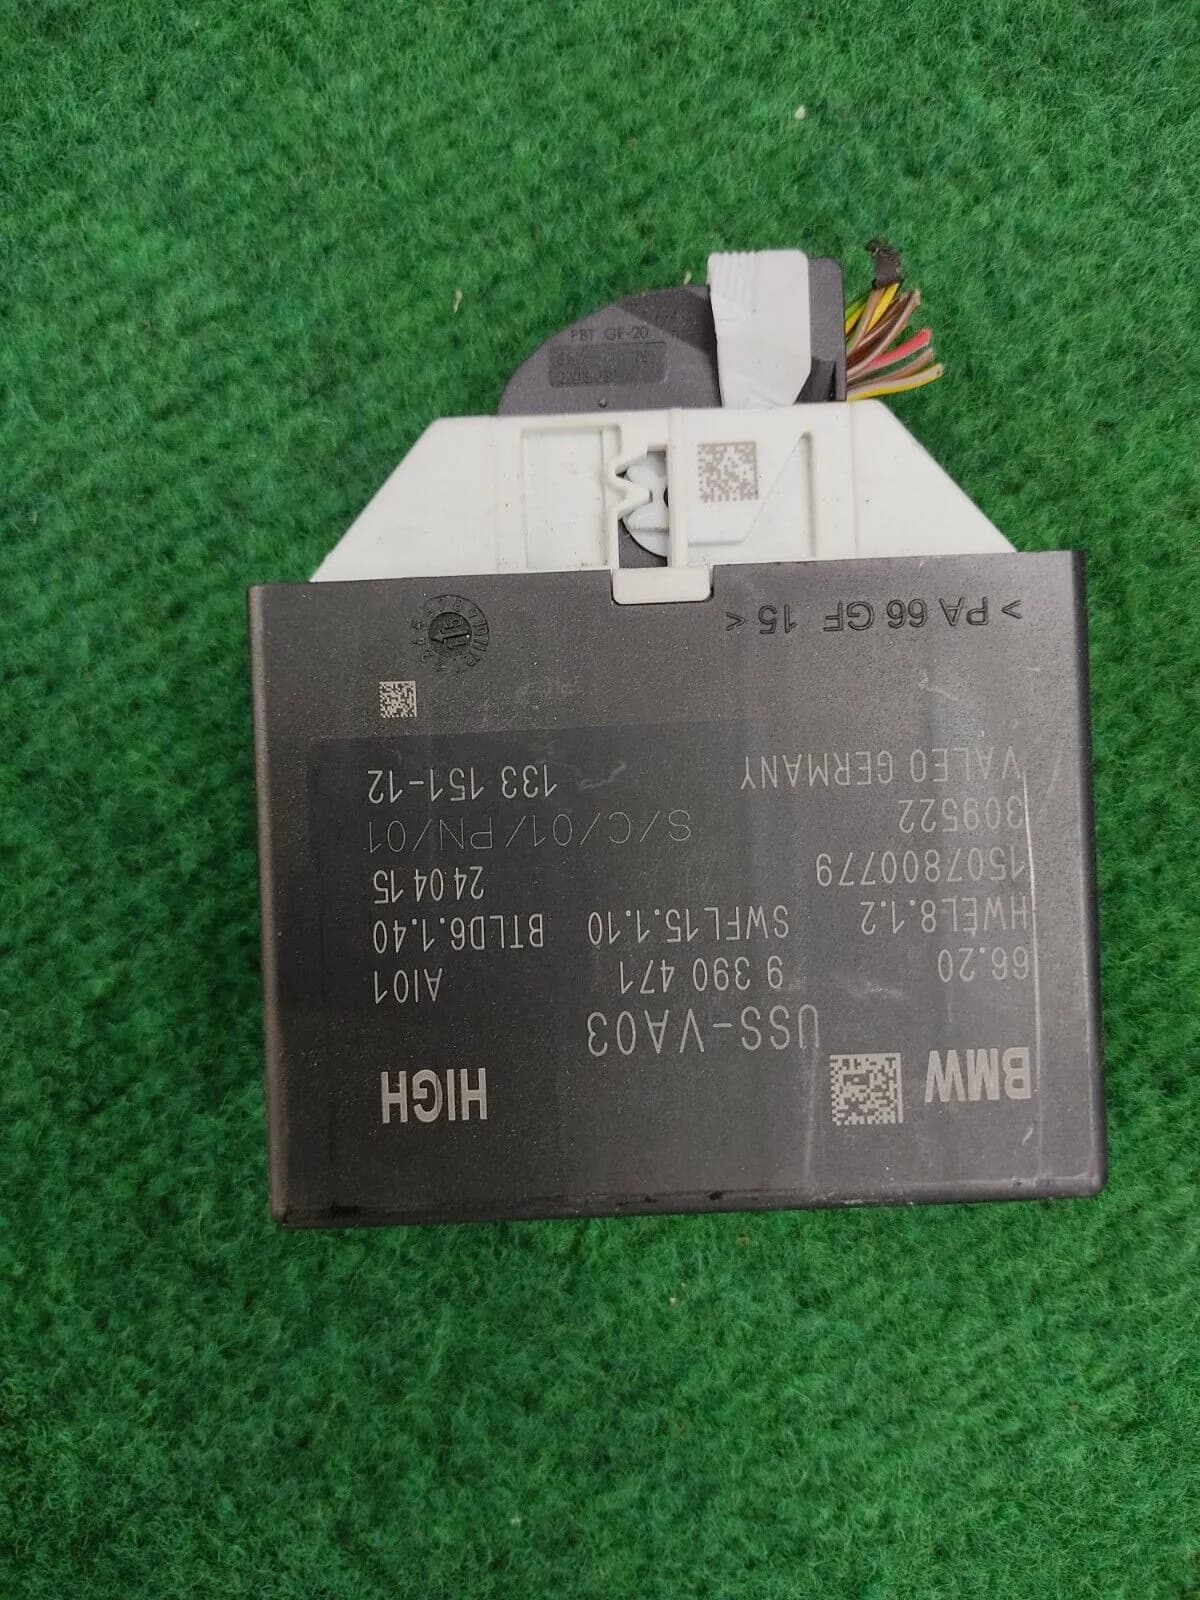 BMW HIGH
USS-VA03
66.20 9 390 471 AI01
HWEL8.1.2 SWFL15.1.10 BTLD6.1.40
1507800779 24.04.15
309522 S/C/01/PN/01
VALEO GERMANY 133 151-12
> PA 66 GF 15 <
PBT GF-20